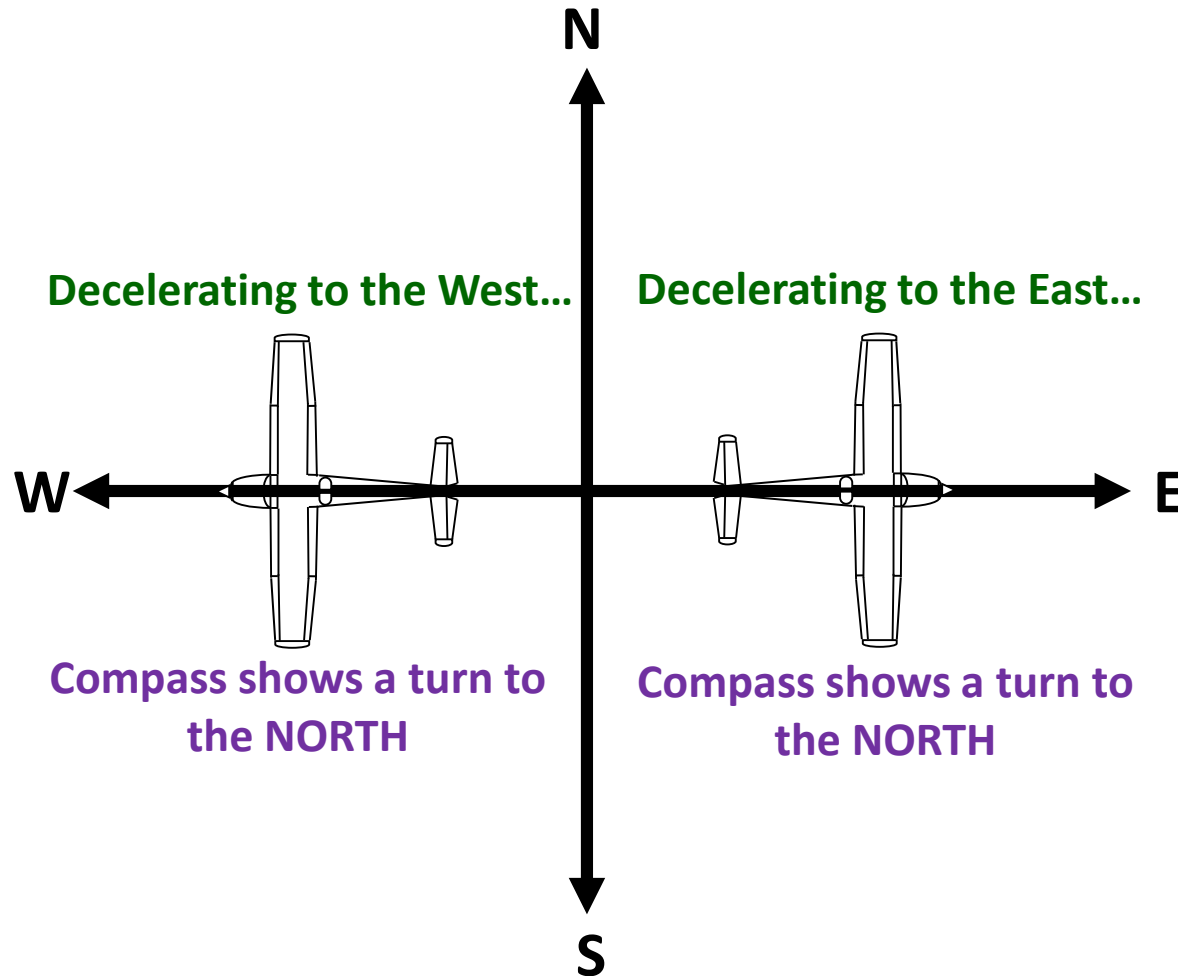 N
Decelerating to the West…
Decelerating to the East…
W
E
Compass shows a turn to
the NORTH
Compass shows a turn to
the NORTH
S